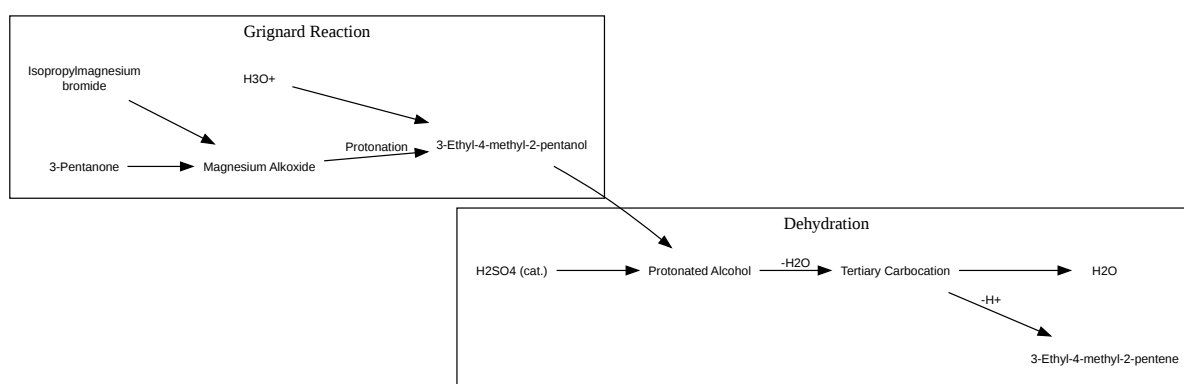 Grignard Reaction
Isopropylmagnesium
bromide
H3O+
3-Pentanone
Magnesium Alkoxide
Protonation
3-Ethyl-4-methyl-2-pentanol
Dehydration
H2SO4 (cat.)
Protonated Alcohol
-H2O
Tertiary Carbocation
H2O
-H+
3-Ethyl-4-methyl-2-pentene